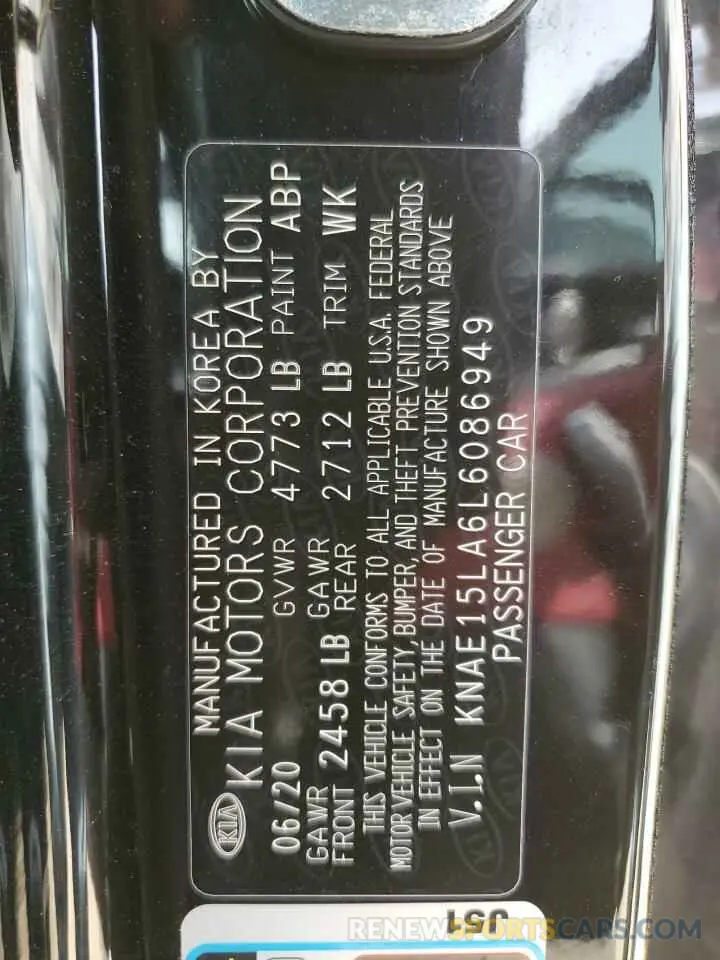 MANUFACTURED IN KOREA BY
KIA KIA MOTORS CORPORATION
06/20 GVWR 4773 LB PAINT ABP
GAWR FRONT 2458 LB GAWR REAR 2712 LB TRIM WK
THIS VEHICLE CONFORMS TO ALL APPLICABLE U.S.A. FEDERAL
MOTOR VEHICLE SAFETY, BUMPER, AND THEFT PREVENTION STANDARDS
IN EFFECT ON THE DATE OF MANUFACTURE SHOWN ABOVE
V.I.N KNAE15LA6L6086949
PASSENGER CAR
RENEWSPORTSCARS.COM